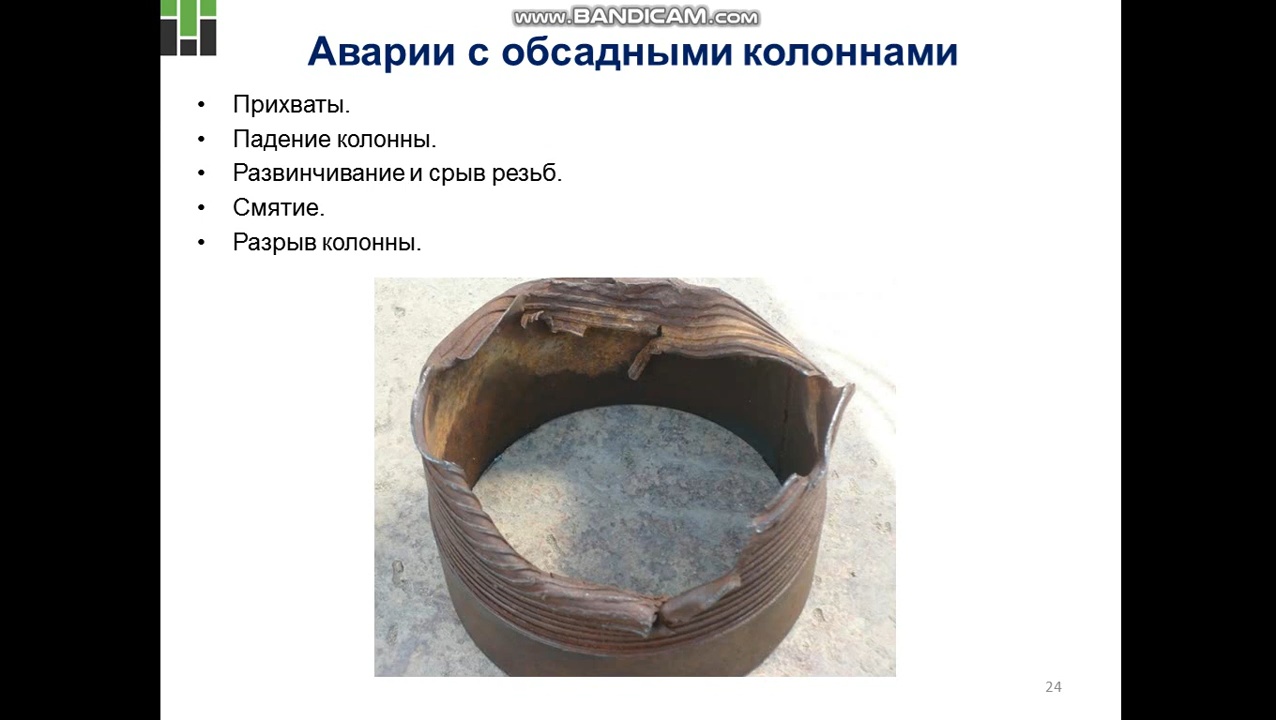 www.BANDICAM.com
Аварии с обсадными колоннами
• Прихваты.
• Падение колонны.
• Развинчивание и срыв резьб.
• Смятие.
• Разрыв колонны.
24